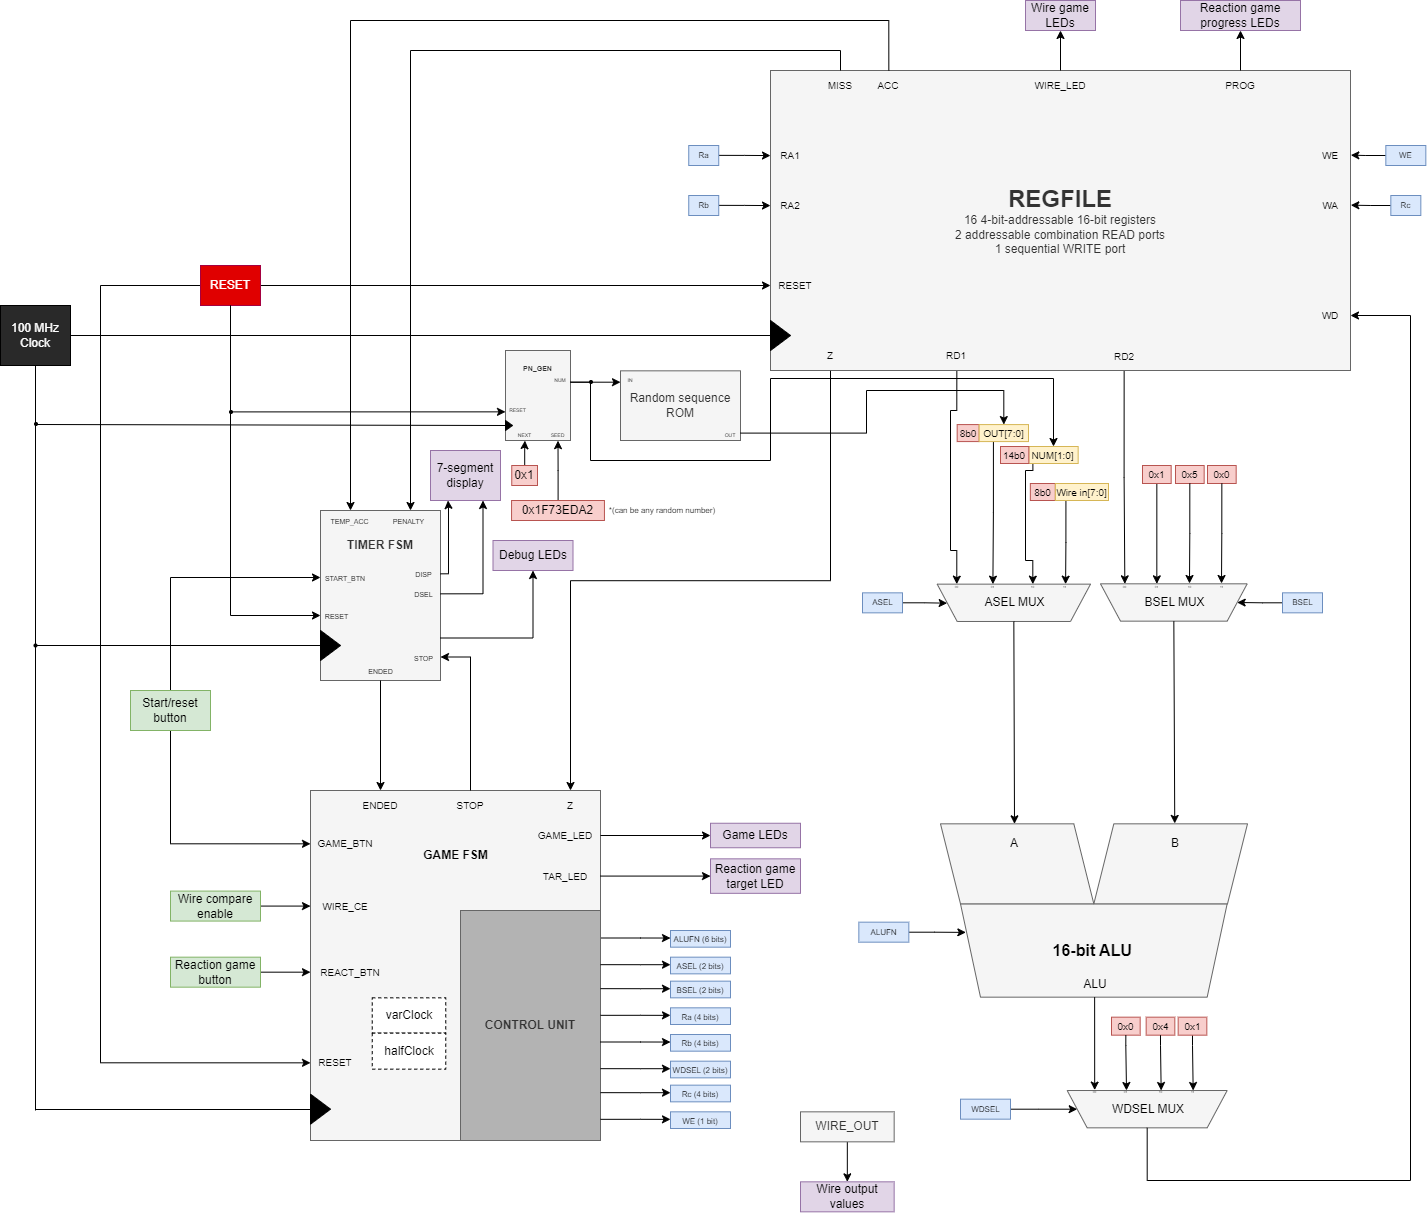 Wire game
LEDs
Reaction game
progress LEDs
MISS
ACC
WIRE_LED
PROG
Ra
RA1
WE
WE
Rb
RA2
WA
Rc
REGFILE
16 4-bit-addressable 16-bit registers
2 addressable combination READ ports
1 sequential WRITE port
RESET
RESET
100 MHz
Clock
WD
Z
RD1
RD2
PN_GEN
NUM
RESET
NEXT
SEED
IN
Random sequence
ROM
OUT
8b0
OUT[7:0]
14b0
NUM[1:0]
8b0
Wire in[7:0]
0x1
0x5
0x0
7-segment
display
0x1
0x1F73EDA2
*(can be any random number)
TEMP_ACC
PENALTY
TIMER FSM
START_BTN
DISP
DSEL
RESET
STOP
ENDED
Debug LEDs
ASEL
ASEL MUX
BSEL MUX
BSEL
Start/reset
button
ENDED
STOP
Z
GAME_BTN
GAME FSM
GAME_LED
TAR_LED
Game LEDs
Reaction game
target LED
Wire compare
enable
WIRE_CE
Reaction game
button
REACT_BTN
varClock
halfClock
CONTROL UNIT
RESET
ALUFN (6 bits)
ASEL (2 bits)
BSEL (2 bits)
Ra (4 bits)
Rb (4 bits)
WDSEL (2 bits)
Rc (4 bits)
WE (1 bit)
A
B
ALUFN
16-bit ALU
ALU
0x0
0x4
0x1
WDSEL
WDSEL MUX
WIRE_OUT
Wire output
values